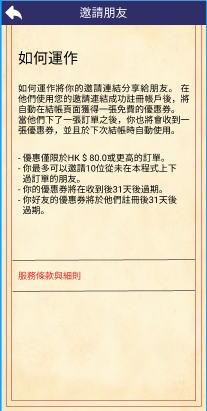 邀請朋友
如何運作
如何運作將你的邀請連結分享給朋友。 在
他們使用您的邀請連結成功註冊帳戶後，將
自動在結帳頁面獲得一張免費的優惠券。
當他們下了一張訂單之後，你也將會收到一
張優惠券，並且於下次結帳時自動使用。
- 優惠僅限於HK $ 80.0或更高的訂單。
- 你最多可以邀請10位從未在本程式上下
過訂單的朋友。
- 你的優惠券將在收到後31天後過期。
- 你好友的優惠券將於他們註冊後31天後
過期。
服務條款與細則